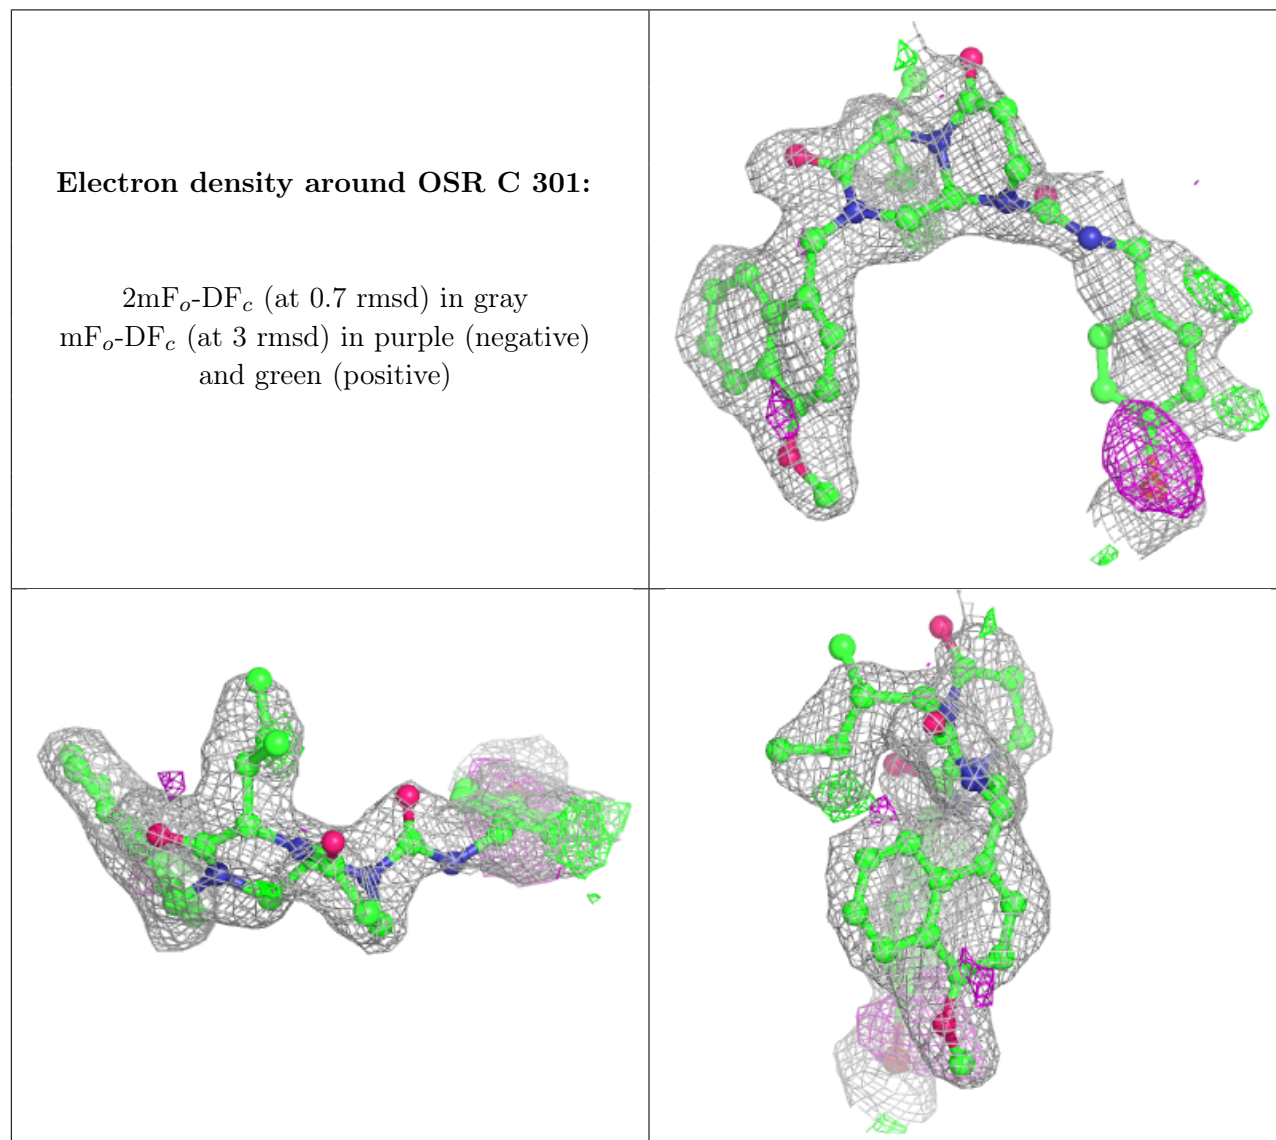 Electron density around OSR C 301:
2mFo-DFc (at 0.7 rmsd) in gray
mFo-DFc (at 3 rmsd) in purple (negative)
and green (positive)